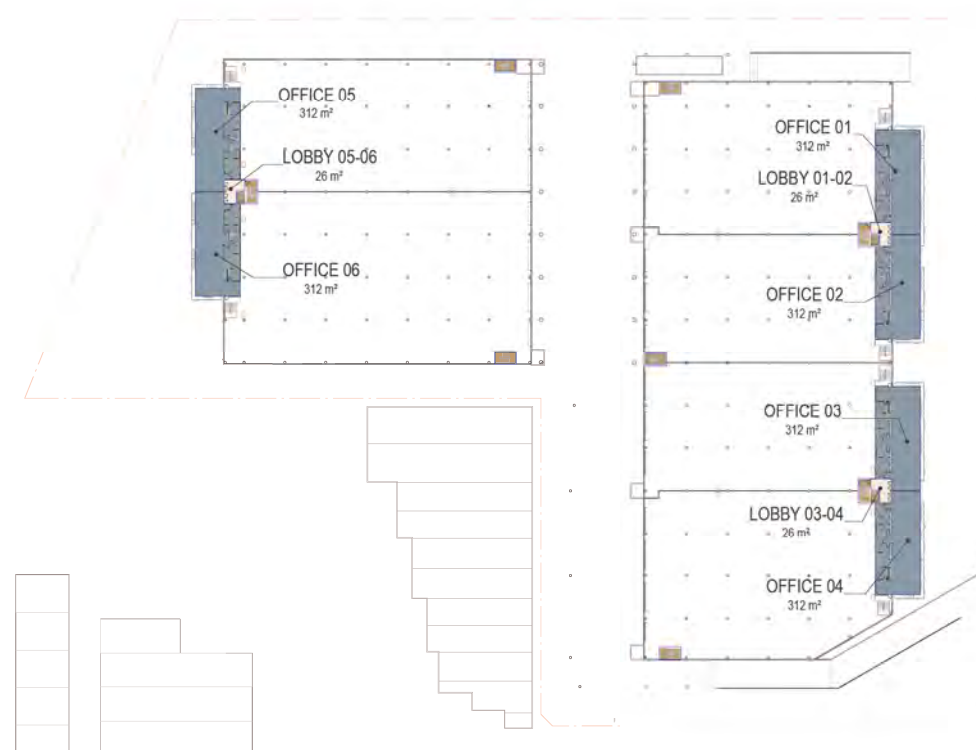 OFFICE 05
312 m²
LOBBY 05-06
26 m²
OFFICE 06
312 m²
OFFICE 01
312 m²
LOBBY 01-02
26 m²
OFFICE 02
312 m²
OFFICE 03
312 m²
LOBBY 03-04
26 m²
OFFICE 04
312 m²